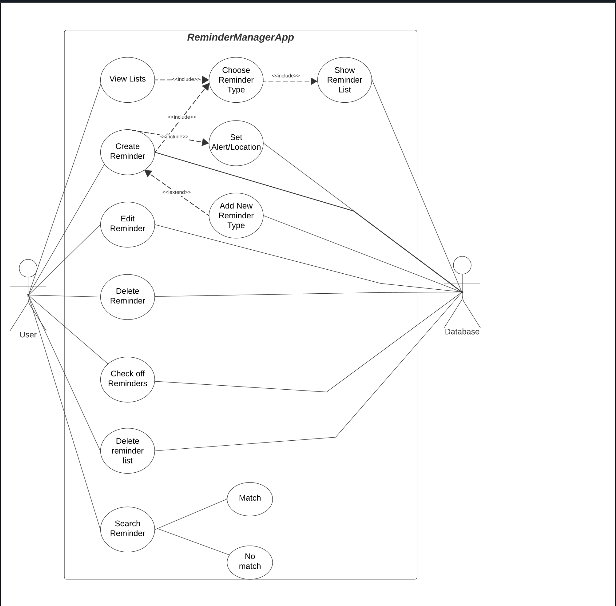 ReminderManagerApp
View Lists
<<include>>
Choose
Reminder
Type
<<include>>
Show
Reminder
List
<<include>>
Create
Reminder
<<include>>
Set
Alert/Location
<<extend>>
Add New
Reminder
Type
Edit
Reminder
Delete
Reminder
User
Database
Check off
Reminders
Delete
reminder
list
Search
Reminder
Match
No
match